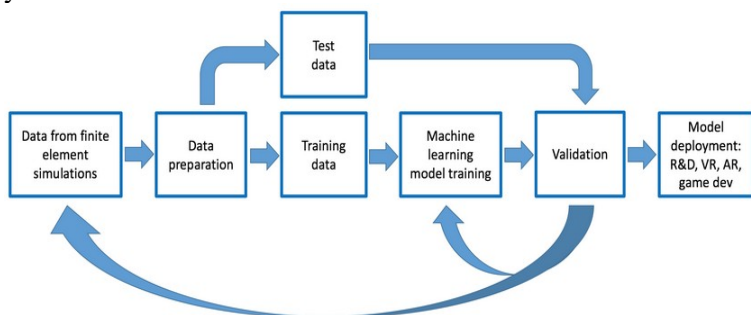 Test
data
Data from finite
element
simulations
Data
preparation
Training
data
Machine
learning
model training
Validation
Model
deployment:
R&D, VR, AR,
game dev